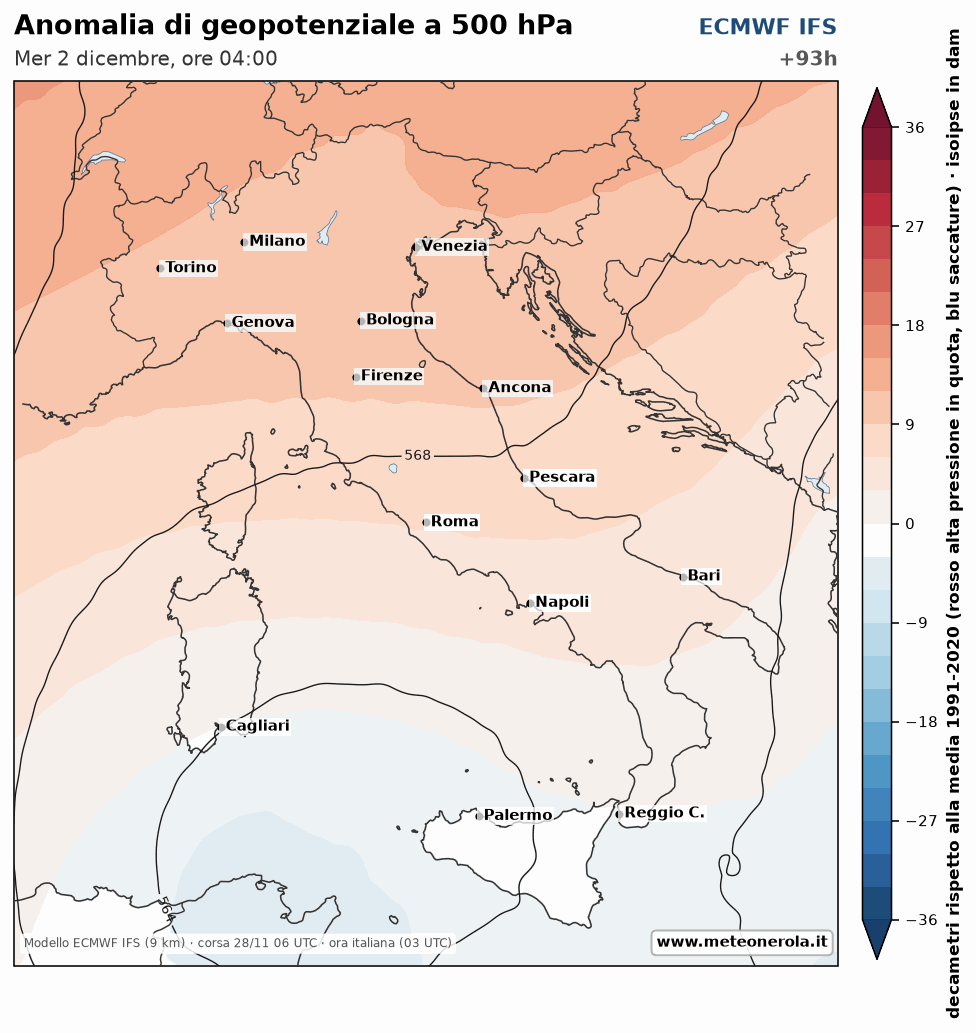 Anomalia di geopotenziale a 500 hPa
ECMWF IFS
Mer 2 dicembre, ore 04:00
+93h
Milano
Venezia
Torino
Genova
Bologna
Firenze
Ancona
568
Pescara
Roma
Bari
Napoli
Cagliari
Palermo
Reggio C.
Modello ECMWF IFS (9 km) · corsa 28/11 06 UTC · ora italiana (03 UTC)
www.meteonerola.it
36
27
18
9
0
−9
−18
−27
−36
decametri rispetto alla media 1991-2020 (rosso alta pressione in quota, blu saccature) · isoipse in dam